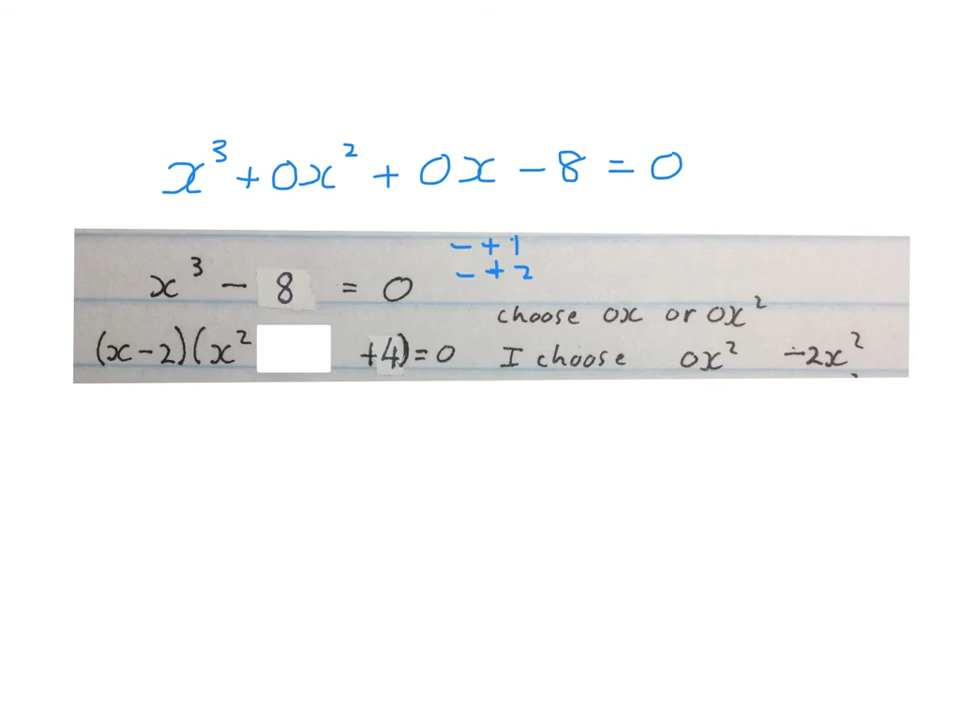 x³ + 0x² + 0x - 8 = 0
- + 1
x³ - 8 = 0
- + 2
choose 0x or 0x²
(x-2)(x² +4) = 0 I choose 0x² -2x²